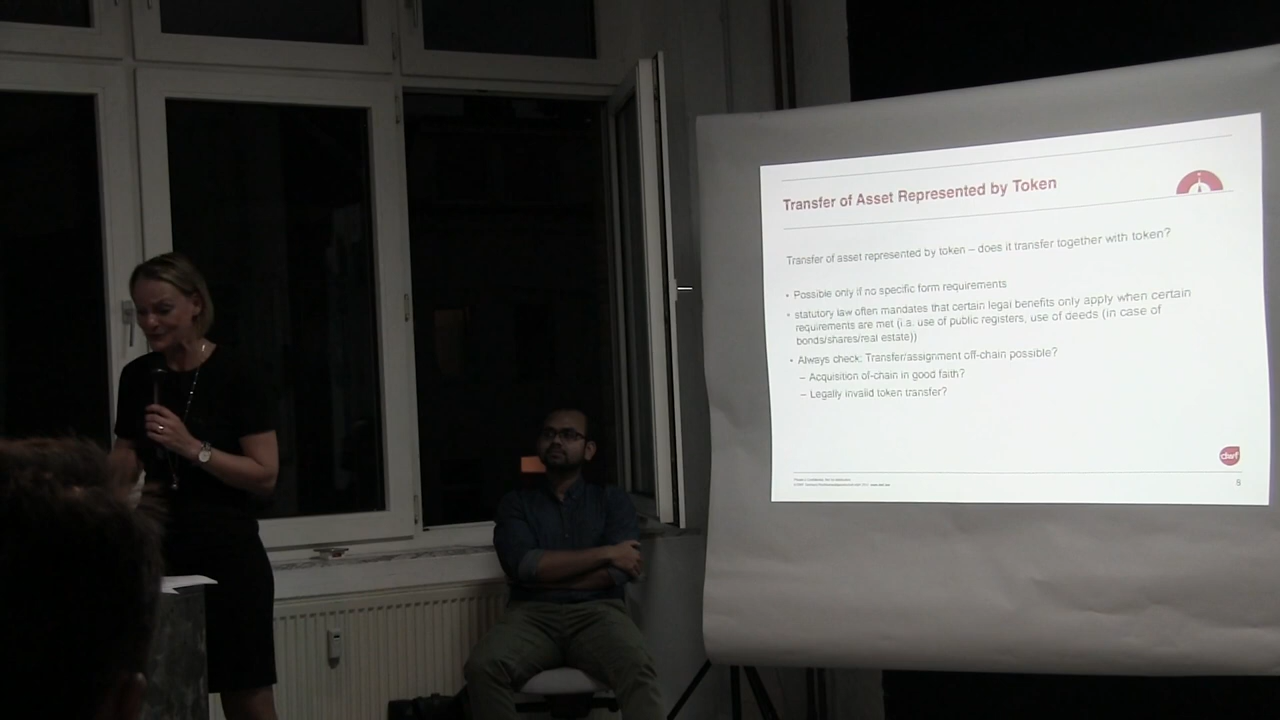 Transfer of Asset Represented by Token
Transfer of asset represented by token – does it transfer together with token?
• Possible only if no specific form requirements
• statutory law often mandates that certain legal benefits only apply when certain
requirements are met (i.a. use of public registers, use of deeds (in case of
bonds/shares/real estate))
• Always check: Transfer/assignment off-chain possible?
– Acquisition of-chain in good faith?
– Legally invalid token transfer?
dwf
8